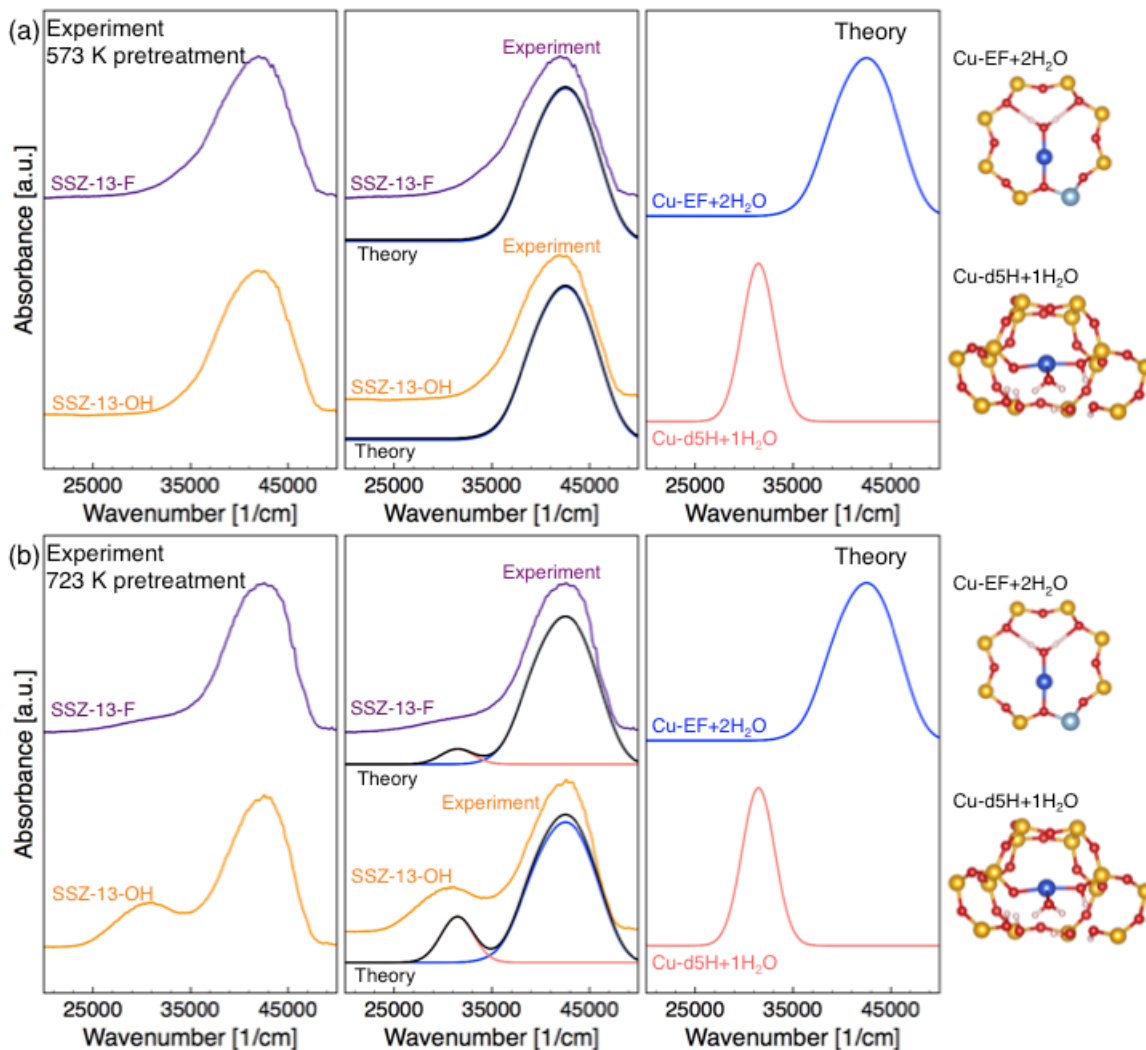 (a)
Experiment
573 K pretreatment
SSZ-13-F
SSZ-13-OH
Experiment
SSZ-13-F
Theory
Experiment
SSZ-13-OH
Theory
Theory
Cu-EF+2H₂O
Cu-d5H+1H₂O
Cu-EF+2H₂O
Cu-d5H+1H₂O
Absorbance [a.u.]
25000 35000 45000
25000 35000 45000
25000 35000 45000
Wavenumber [1/cm]
Wavenumber [1/cm]
Wavenumber [1/cm]
(b)
Experiment
723 K pretreatment
SSZ-13-F
SSZ-13-OH
Experiment
SSZ-13-F
Theory
Experiment
SSZ-13-OH
Theory
Theory
Cu-EF+2H₂O
Cu-d5H+1H₂O
Cu-EF+2H₂O
Cu-d5H+1H₂O
Absorbance [a.u.]
25000 35000 45000
25000 35000 45000
25000 35000 45000
Wavenumber [1/cm]
Wavenumber [1/cm]
Wavenumber [1/cm]